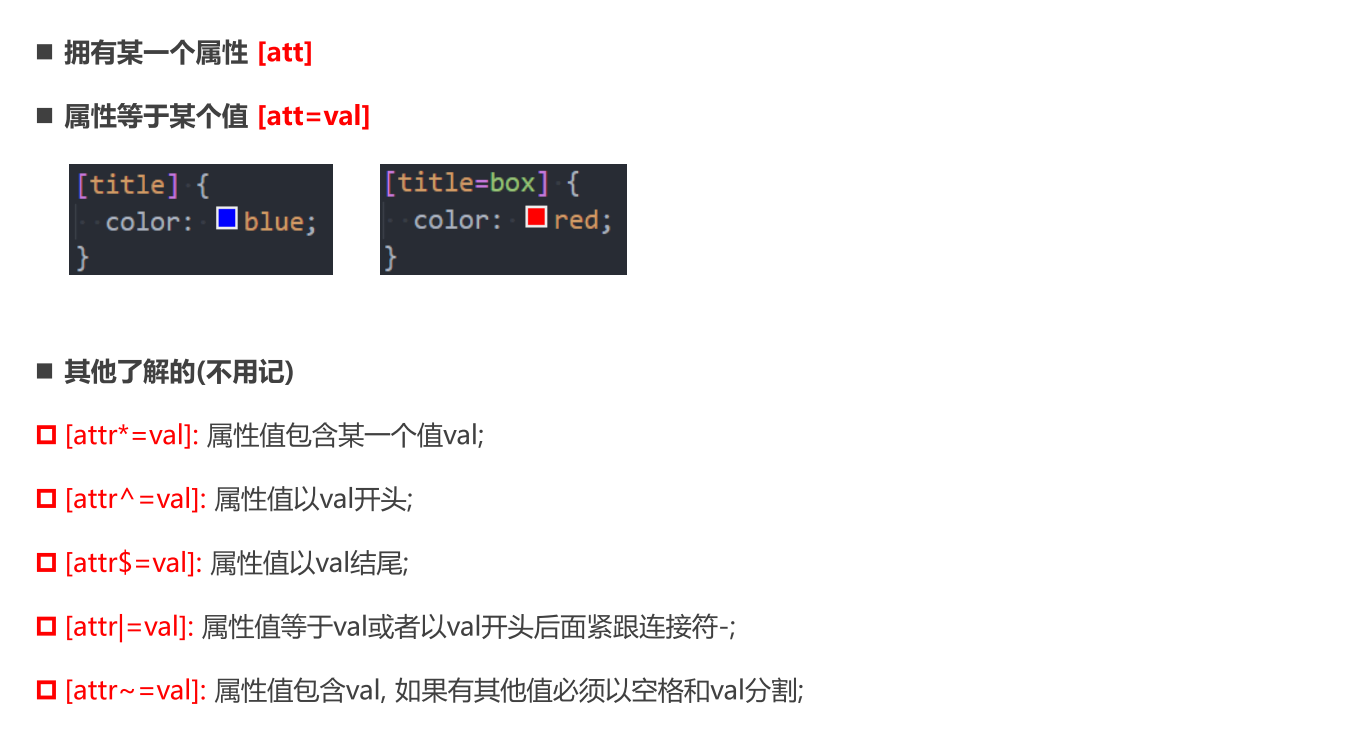 拥有某一个属性 [att]
属性等于某个值 [att=val]
[title] {
color: blue;
}
[title=box] {
color: red;
}
其他了解的(不用记)
[attr*=val]: 属性值包含某一个值val;
[attr^=val]: 属性值以val开头;
[attr$=val]: 属性值以val结尾;
[attr|=val]: 属性值等于val或者以val开头后面紧跟连接符-;
[attr~=val]: 属性值包含val, 如果有其他值必须以空格和val分割;